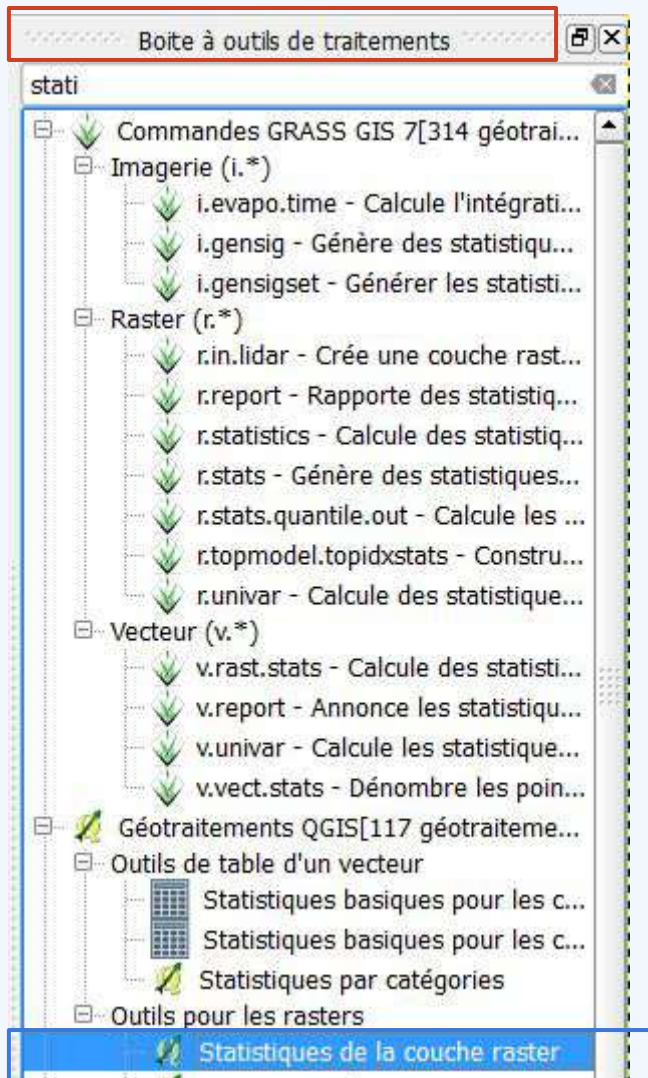 Boite à outils de traitements
stati
Commandes GRASS GIS 7[314 géotrai...
Imagerie (i.*)
i.evapo.time - Calcule l'intégrati...
i.gensig - Génère des statistiqu...
i.gensigset - Générer les statisti...
Raster (r.*)
r.in.lidar - Crée une couche rast...
r.report - Rapporte des statistiq...
r.statistics - Calcule des statistiq...
r.stats - Génère des statistiques...
r.stats.quantile.out - Calcule les ...
r.topmodel.topidxstats - Constru...
r.univar - Calcule des statistique...
Vecteur (v.*)
v.rast.stats - Calcule des statisti...
v.report - Annonce les statistiqu...
v.univar - Calcule les statistique...
v.vect.stats - Dénombre les poin...
Géotraitements QGIS[117 géotraiteme...
Outils de table d'un vecteur
Statistiques basiques pour les c...
Statistiques basiques pour les c...
Statistiques par catégories
Outils pour les rasters
Statistiques de la couche raster